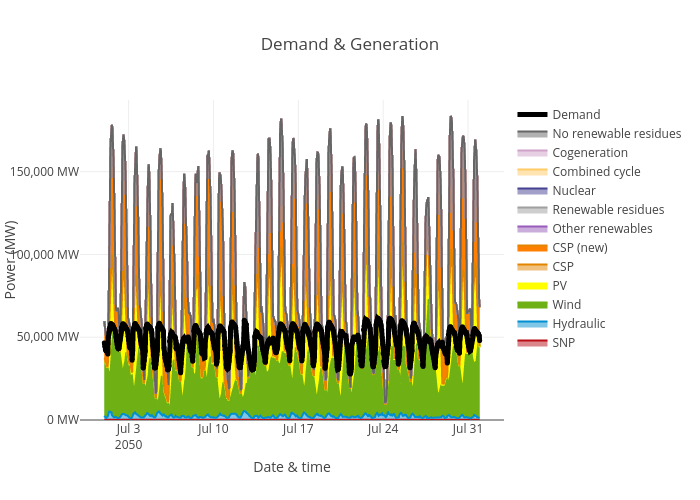 Demand & Generation
Power (MW)
150,000 MW
100,000 MW
50,000 MW
0 MW
Jul 3
2050
Jul 10
Jul 17
Jul 24
Jul 31
Date & time
Demand
No renewable residues
Cogeneration
Combined cycle
Nuclear
Renewable residues
Other renewables
CSP (new)
CSP
PV
Wind
Hydraulic
SNP